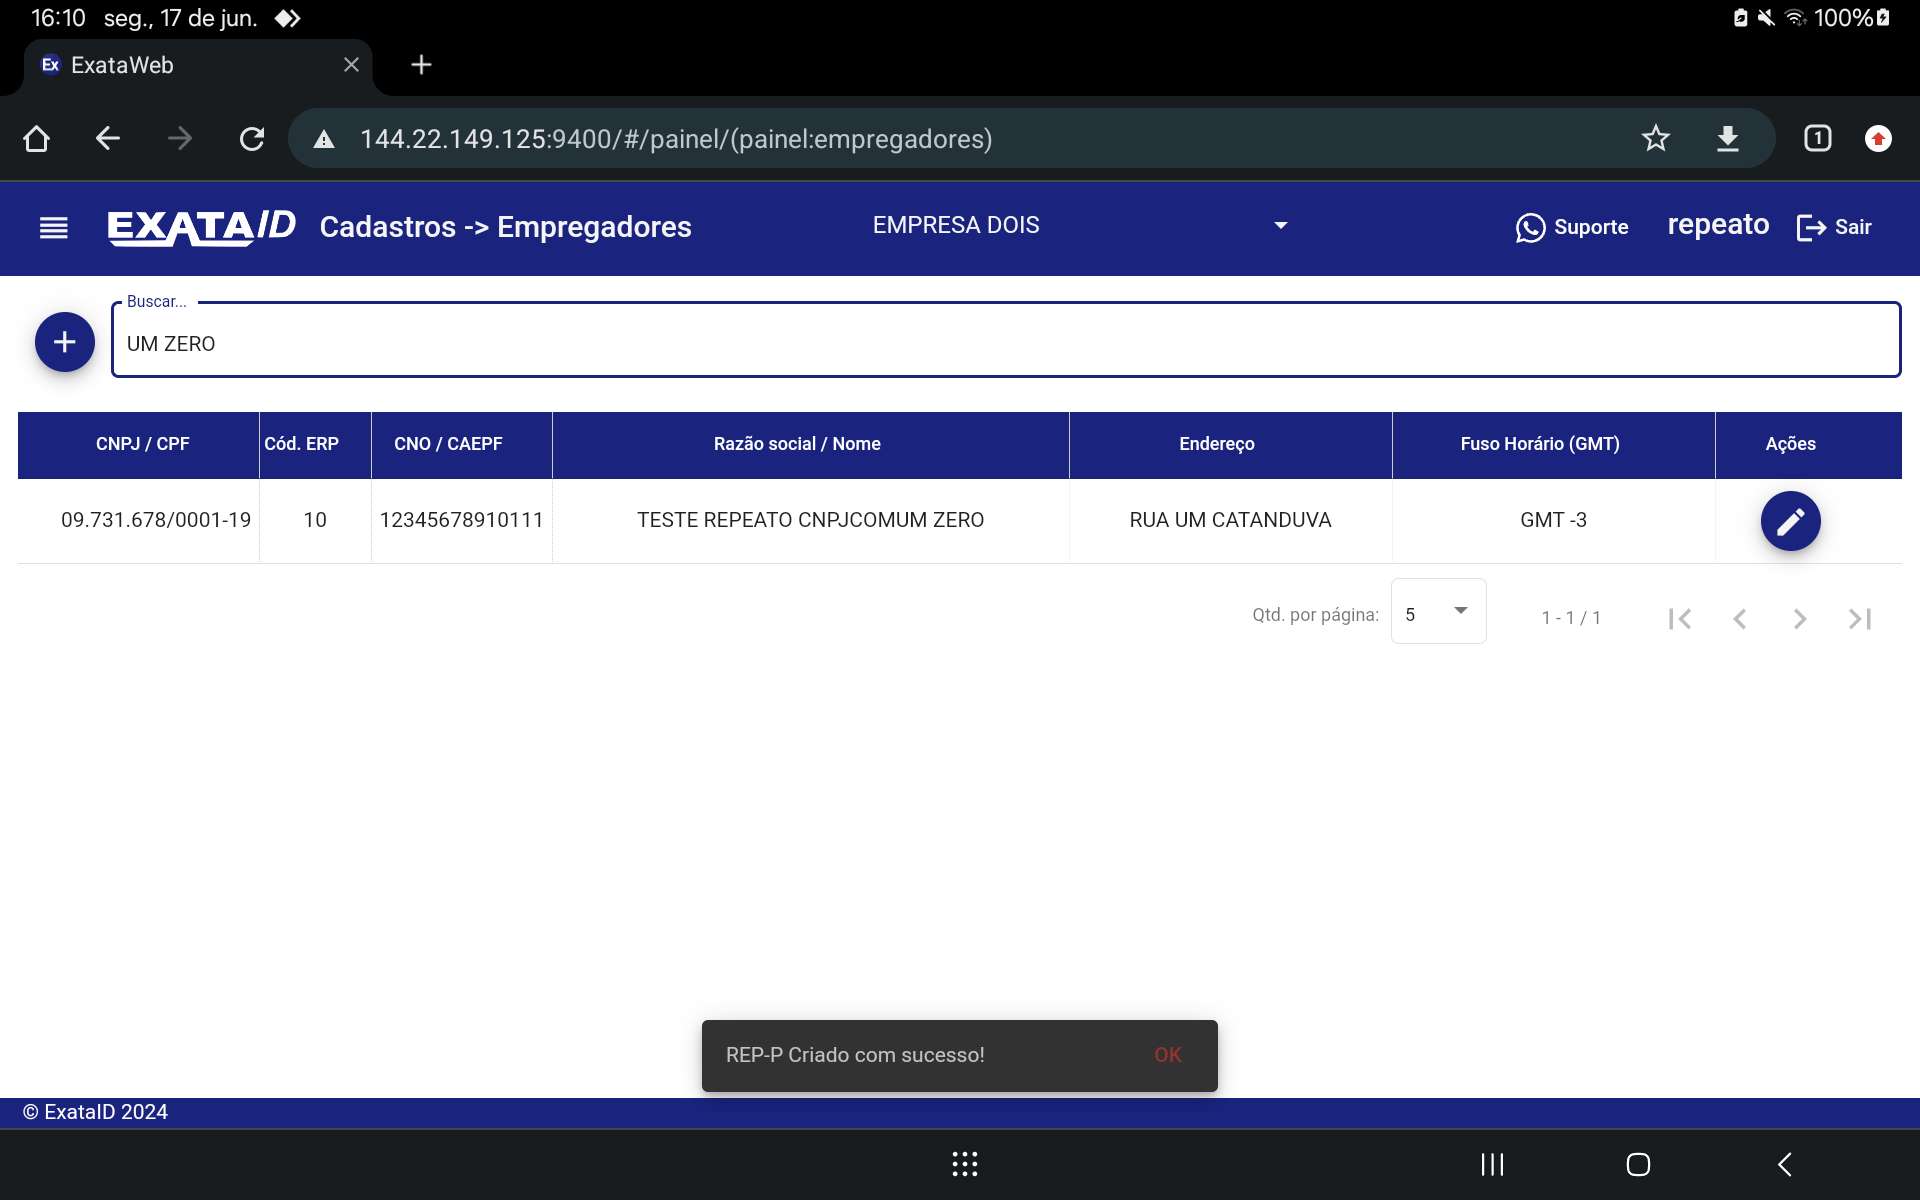 16:10 seg., 17 de jun. 100%
Ex ExataWeb
144.22.149.125:9400/#/painel/(painel:empregadores) 1
EXATAID Cadastros -> Empregadores EMPRESA DOIS Suporte repeato Sair
Buscar...
UM ZERO
CNPJ / CPF Cód. ERP CNO / CAEPF Razão social / Nome Endereço Fuso Horário (GMT) Ações
09.731.678/0001-19 10 12345678910111 TESTE REPEATO CNPJCOMUM ZERO RUA UM CATANDUVA GMT -3
Qtd. por página: 5 1 - 1 / 1
REP-P Criado com sucesso! OK
© ExataID 2024